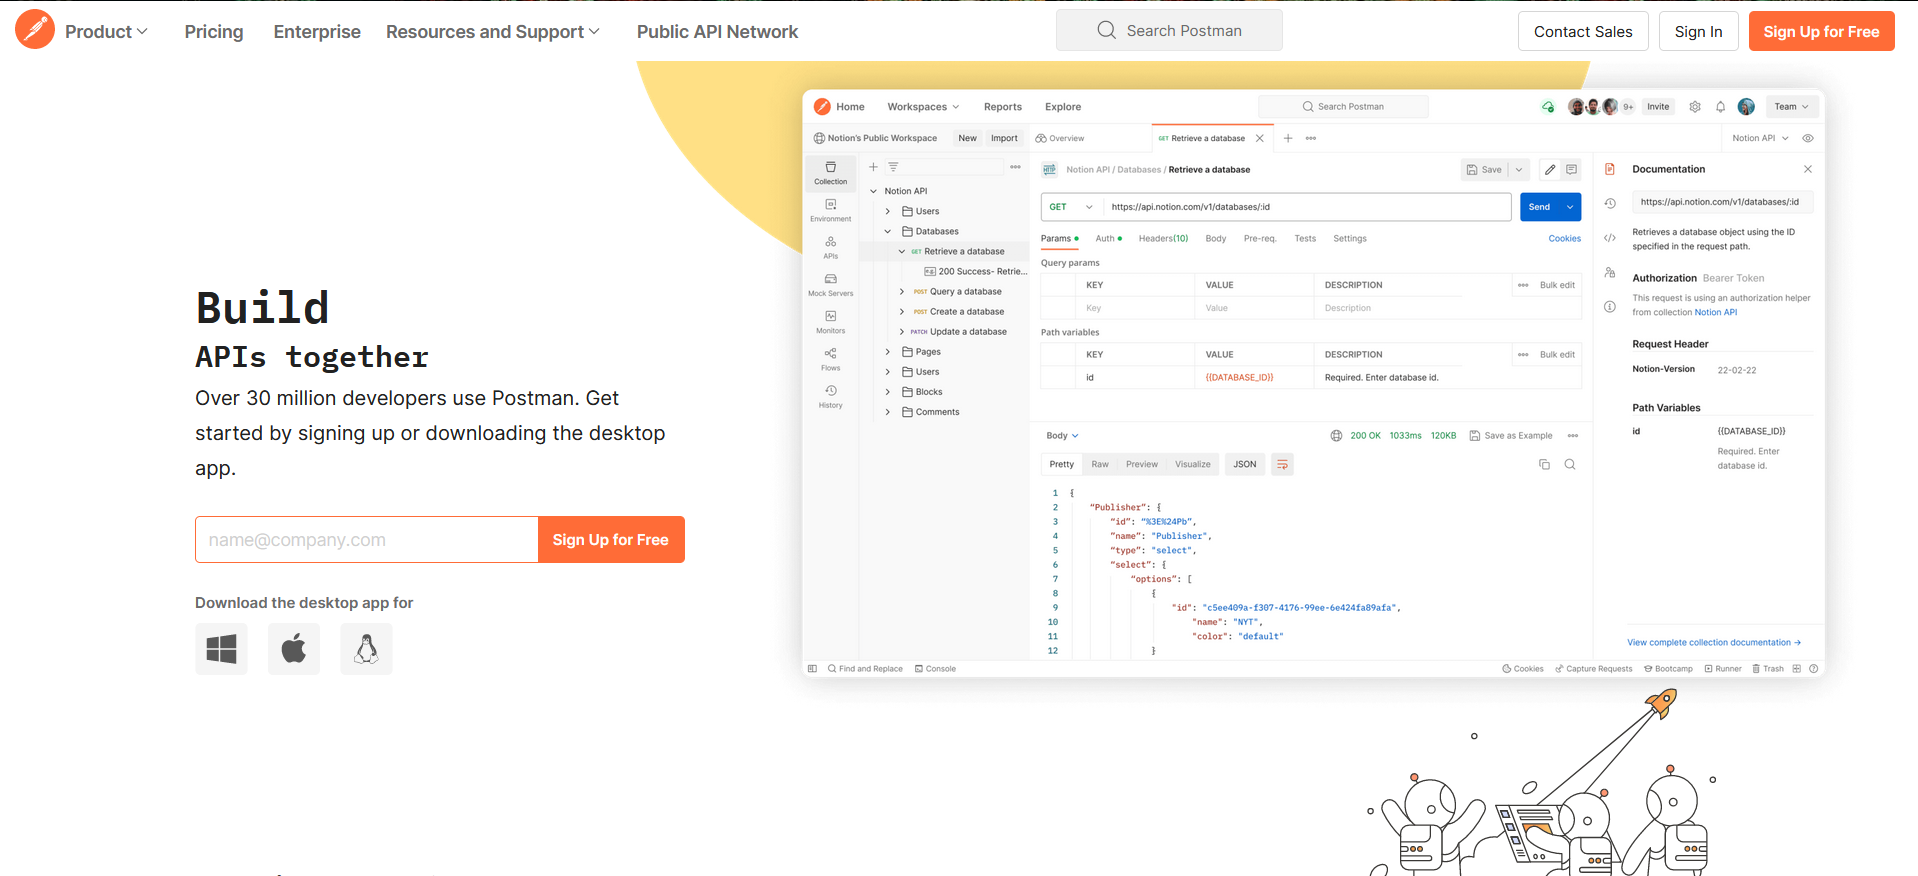 Product
Pricing
Enterprise
Resources and Support
Public API Network
Search Postman
Contact Sales
Sign In
Sign Up for Free
Build
APIs together
Over 30 million developers use Postman. Get
started by signing up or downloading the desktop
app.
name@company.com
Sign Up for Free
Download the desktop app for
Home
Workspaces
Reports
Explore
Search Postman
9+
Invite
Team
Notion's Public Workspace
New
Import
Overview
GET Retrieve a database
Notion API
Collection
Environment
APIs
Mock Servers
Monitors
Flows
History
Notion API
Users
Databases
GET Retrieve a database
e.g. 200 Success- Retrie...
POST Query a database
POST Create a database
PATCH Update a database
Pages
Users
Blocks
Comments
HTTP Notion API / Databases / Retrieve a database
Save
GET
https://api.notion.com/v1/databases/:id
Send
Params
Auth
Headers(10)
Body
Pre-req.
Tests
Settings
Cookies
Query params
KEY VALUE DESCRIPTION
Bulk edit
Key Value Description
Path variables
KEY VALUE DESCRIPTION
Bulk edit
id {{DATABASE_ID}} Required. Enter database id.
Body
200 OK 1033ms 120KB
Save as Example
Pretty
Raw
Preview
Visualize
JSON
1 {
2 "Publisher": {
3 "id": "%3E%24Pb",
4 "name": "Publisher",
5 "type": "select",
6 "select": {
7 "options": [
8 {
9 "id": "c5ee409a-f307-4176-99ee-6e424fa89afa",
10 "name": "NYT",
11 "color": "default"
12 }
Documentation
https://api.notion.com/v1/databases/:id
Retrieves a database object using the ID
specified in the request path.
Authorization Bearer Token
This request is using an authorization helper
from collection Notion API
Request Header
Notion-Version 22-02-22
Path Variables
id {{DATABASE_ID}}
Required. Enter
database id.
View complete collection documentation →
Find and Replace
Console
Cookies
Capture Requests
Bootcamp
Runner
Trash